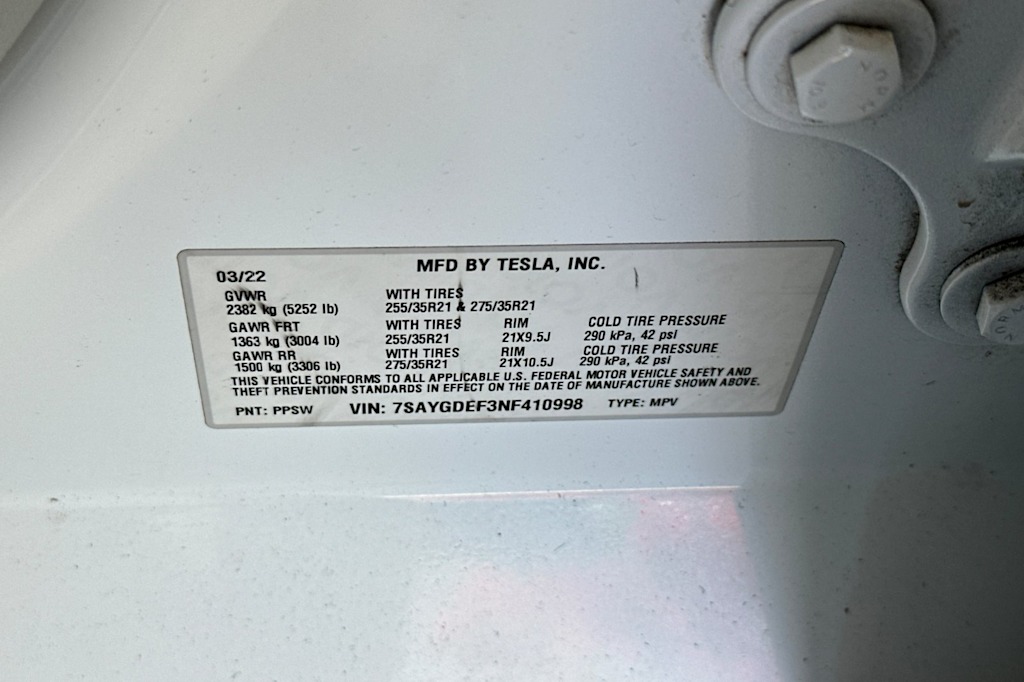 MFD BY TESLA, INC.
03/22
GVWR WITH TIRES
2382 kg (5252 lb) 255/35R21 & 275/35R21
GAWR FRT WITH TIRES RIM COLD TIRE PRESSURE
1363 kg (3004 lb) 255/35R21 21X9.5J 290 kPa, 42 psi
GAWR RR WITH TIRES RIM COLD TIRE PRESSURE
1500 kg (3306 lb) 275/35R21 21X10.5J 290 kPa, 42 psi
THIS VEHICLE CONFORMS TO ALL APPLICABLE U.S. FEDERAL MOTOR VEHICLE SAFETY AND
THEFT PREVENTION STANDARDS IN EFFECT ON THE DATE OF MANUFACTURE SHOWN ABOVE.
PNT: PPSW VIN: 7SAYGDEF3NF410998 TYPE: MPV